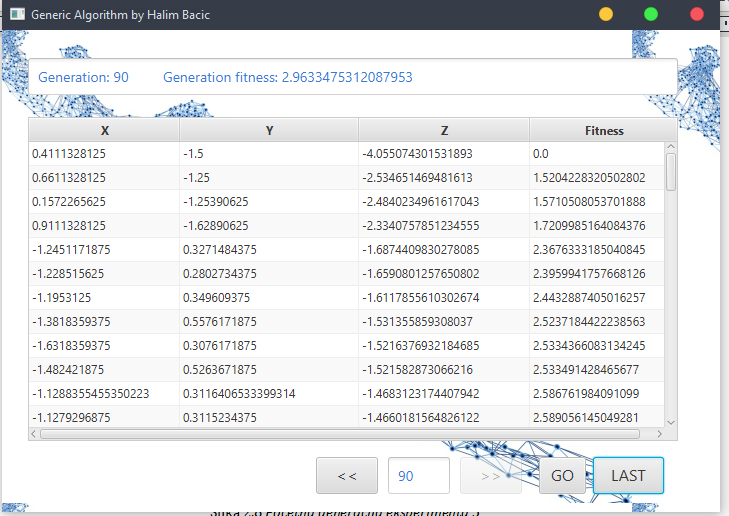 Generic Algorithm by Halim Bacic
Generation: 90 Generation fitness: 2.9633475312087953
X Y Z Fitness
0.4111328125 -1.5 -4.055074301531893 0.0
0.6611328125 -1.25 -2.534651469481613 1.5204228320502802
0.1572265625 -1.25390625 -2.4840234961617043 1.5710508053701888
0.9111328125 -1.62890625 -2.3340757851234555 1.7209985164084376
-1.2451171875 0.3271484375 -1.6874409830278085 2.3676333185040845
-1.228515625 0.2802734375 -1.6590801257650802 2.3959941757668126
-1.1953125 0.349609375 -1.6117855610302674 2.4432887405016257
-1.3818359375 0.5576171875 -1.531355859308037 2.5237184422238563
-1.6318359375 0.3076171875 -1.5216376932184685 2.5334366083134245
-1.482421875 0.5263671875 -1.521582873066216 2.533491428465677
-1.1288355455350223 0.3116406533399314 -1.4683123174407942 2.586761984091099
-1.1279296875 0.3115234375 -1.4660181564826122 2.589056145049281
<< 90 >> GO LAST